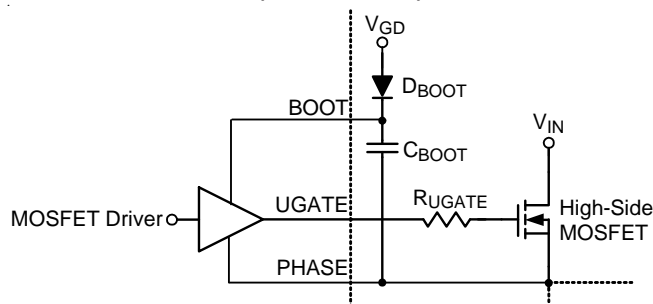 VGD
DBOOT
BOOT
VIN
CBOOT
UGATE
RUGATE
High-Side
MOSFET
MOSFET Driver
PHASE